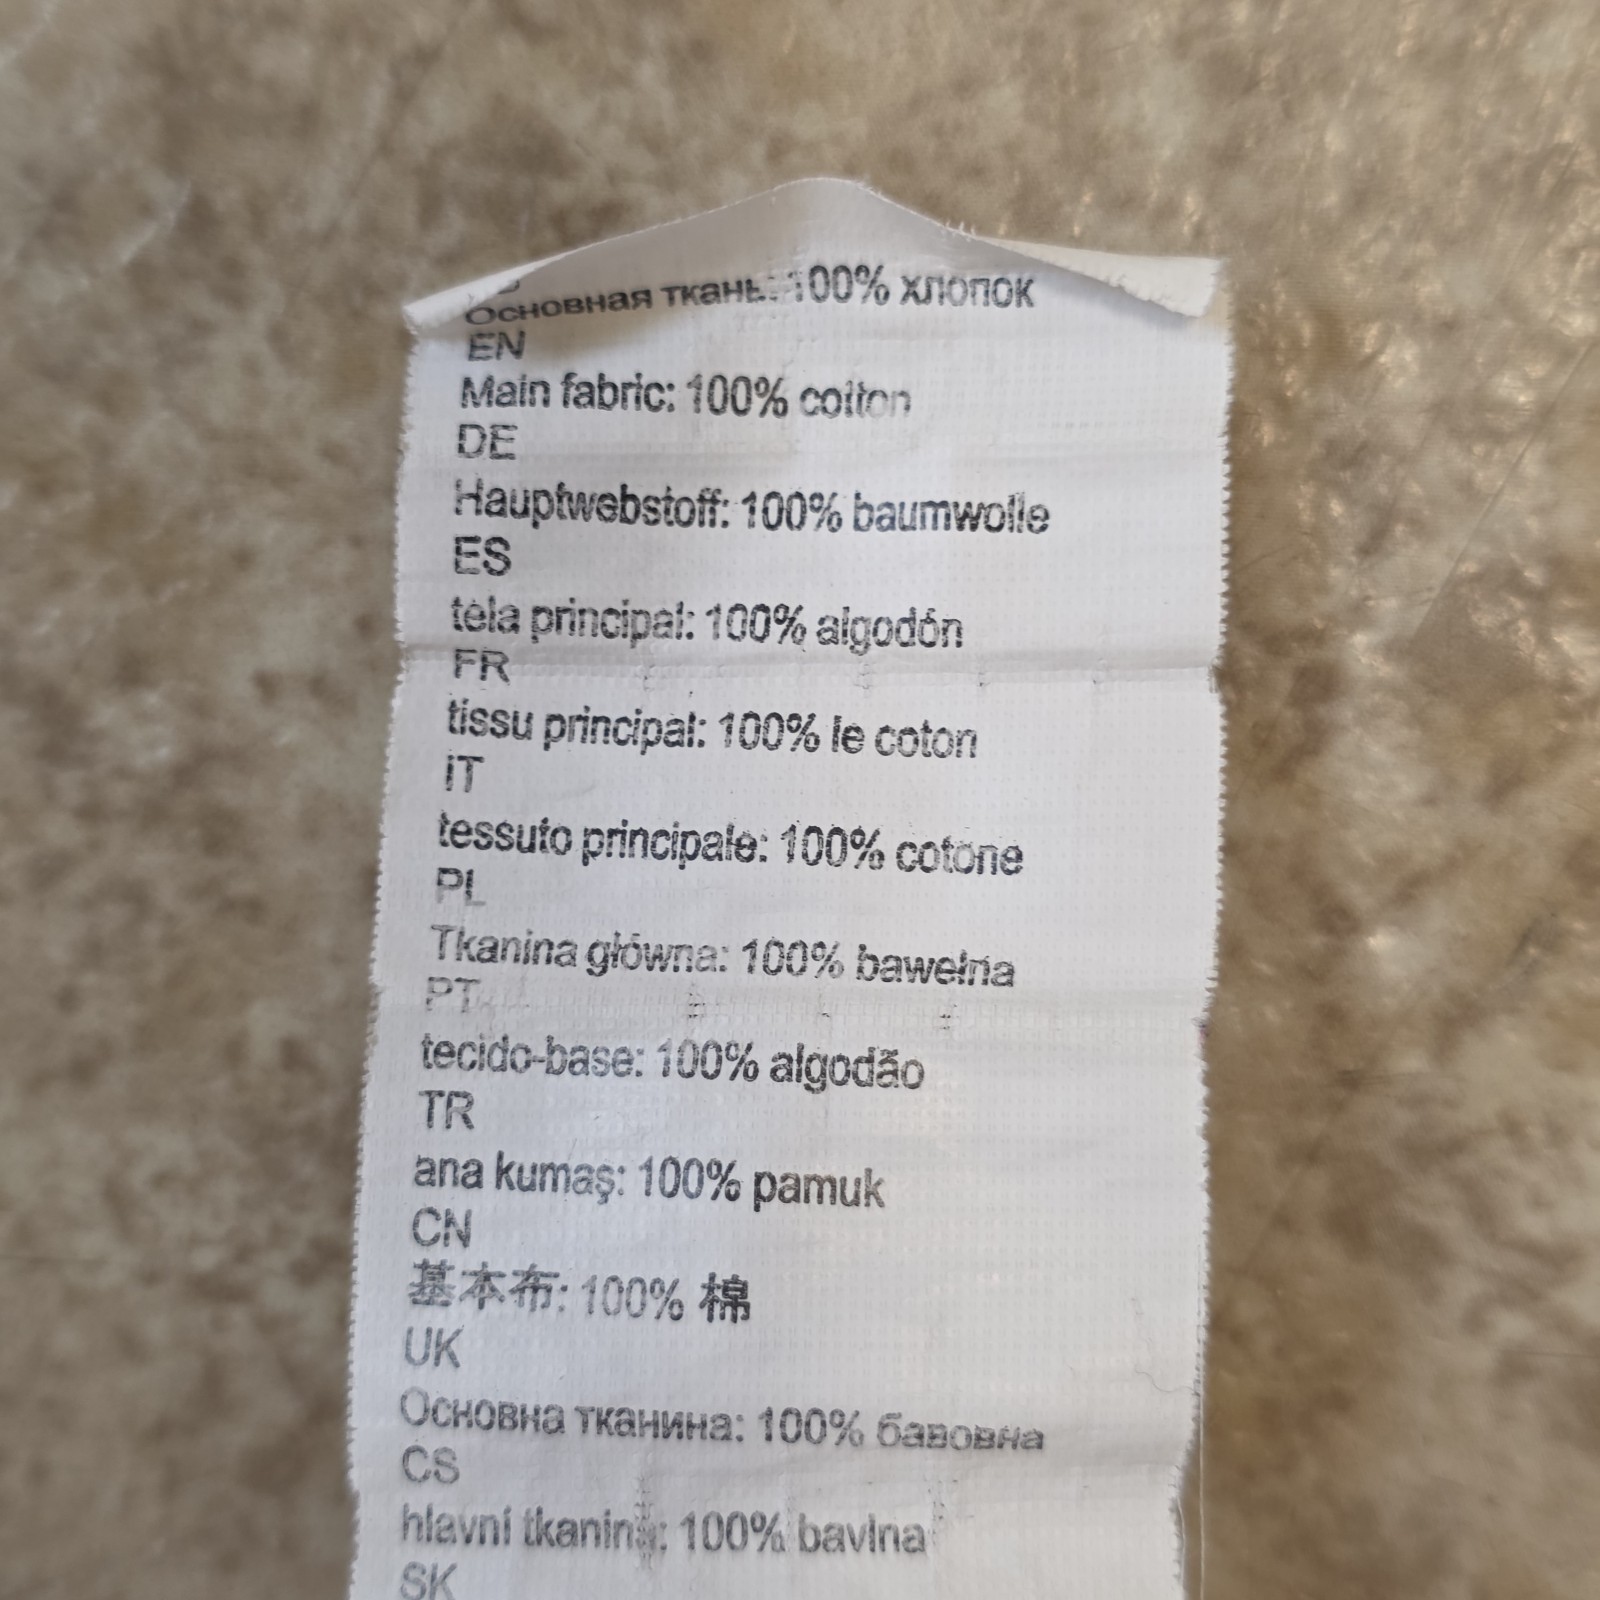 Основная ткань: 100% хлопок
EN
Main fabric: 100% cotton
DE
Hauptwebstoff: 100% baumwolle
ES
tela principal: 100% algodón
FR
tissu principal: 100% le coton
IT
tessuto principale: 100% cotone
PL
Tkanina główna: 100% bawełna
PT
tecido-base: 100% algodão
TR
ana kumaş: 100% pamuk
CN
基本布: 100% 棉
UK
Основна тканина: 100% бавовна
CS
hlavní tkanina: 100% bavlna
SK